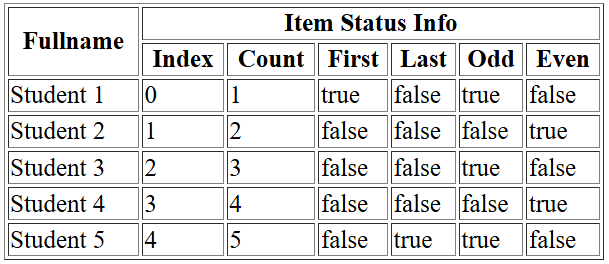 Fullname Item Status Info
Index Count First Last Odd Even
Student 1 0 1 true false true false
Student 2 1 2 false false false true
Student 3 2 3 false false true false
Student 4 3 4 false false false true
Student 5 4 5 false true true false